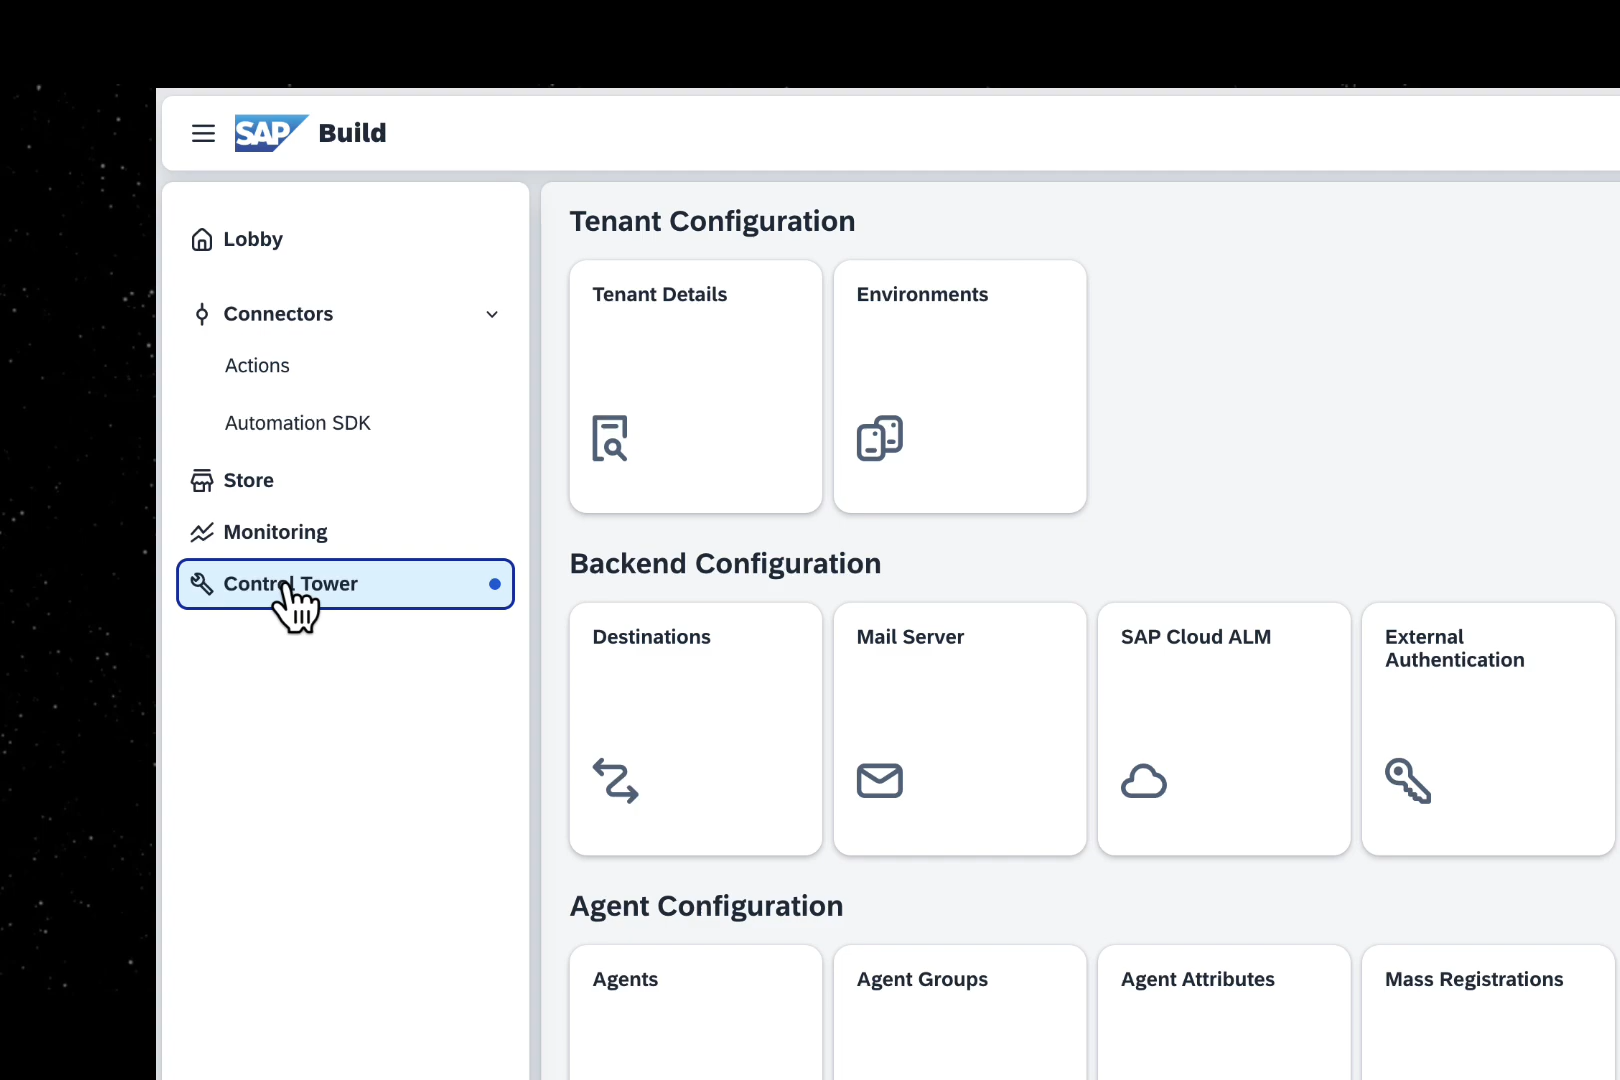 SAP Build
Lobby
Connectors
Actions
Automation SDK
Store
Monitoring
Control Tower
Tenant Configuration
Tenant Details
Environments
Backend Configuration
Destinations
Mail Server
SAP Cloud ALM
External
Authentication
Agent Configuration
Agents
Agent Groups
Agent Attributes
Mass Registrations